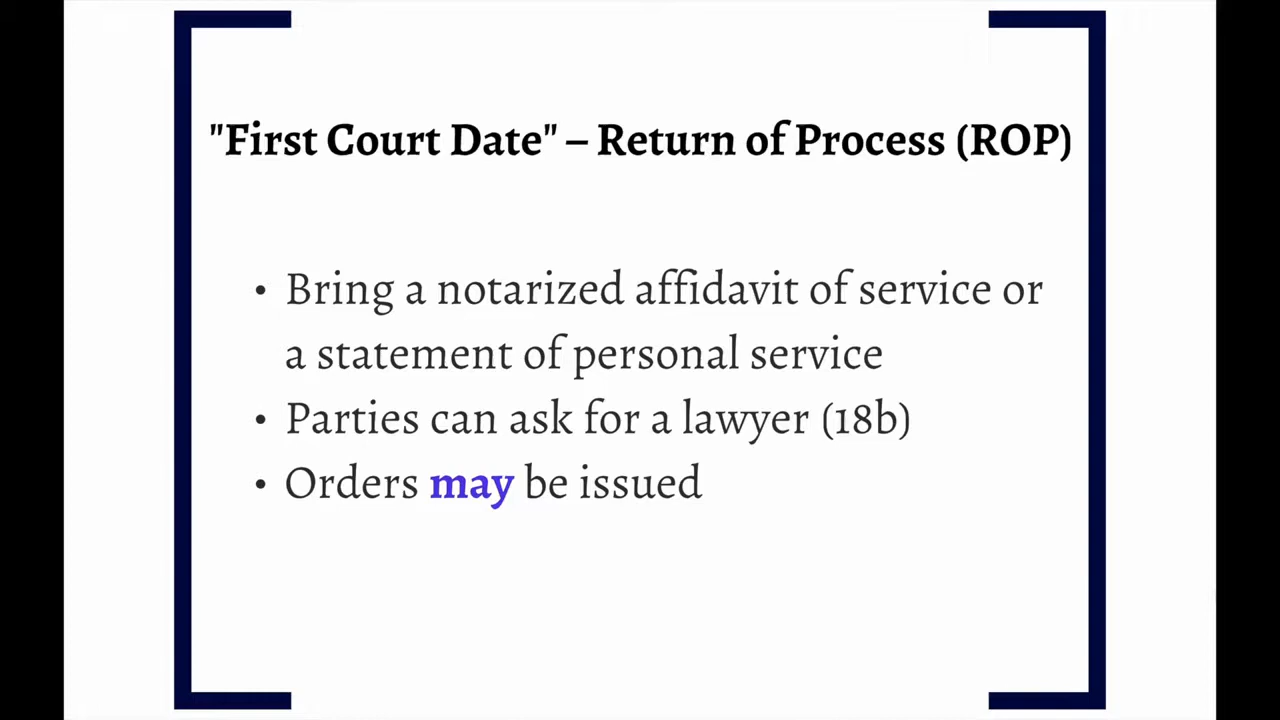 "First Court Date" – Return of Process (ROP)
• Bring a notarized affidavit of service or
a statement of personal service
• Parties can ask for a lawyer (18b)
• Orders may be issued